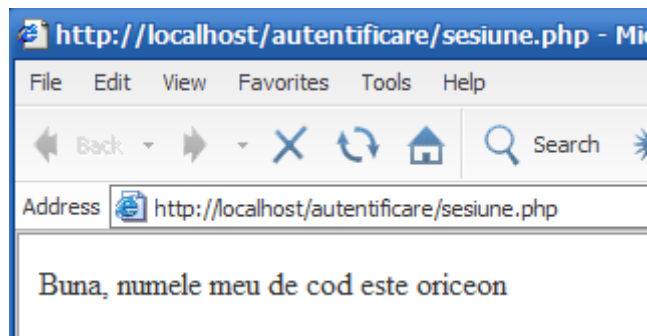 http://localhost/autentificare/sesiune.php - Mi
File Edit View Favorites Tools Help
Back Search
Address http://localhost/autentificare/sesiune.php
Buna, numele meu de cod este oriceon